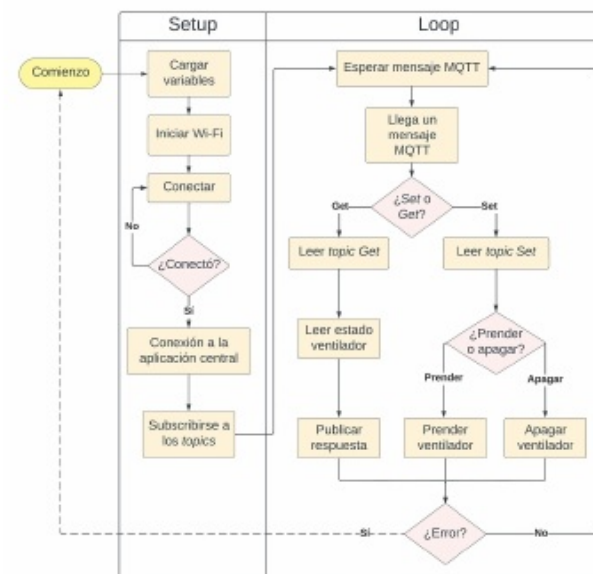 Setup
Loop
Comienzo
Cargar
variables
Iniciar Wi-Fi
Conectar
No
¿Conectó?
Sí
Conexión a la
aplicación central
Subscribirse a
los topics
Esperar mensaje MQTT
Llega un
mensaje
MQTT
¿Set o
Get?
Get
Set
Leer topic Get
Leer topic Set
Leer estado
ventilador
¿Prender
o apagar?
Prender
Apagar
Publicar
respuesta
Prender
ventilador
Apagar
ventilador
¿Error?
Sí
No